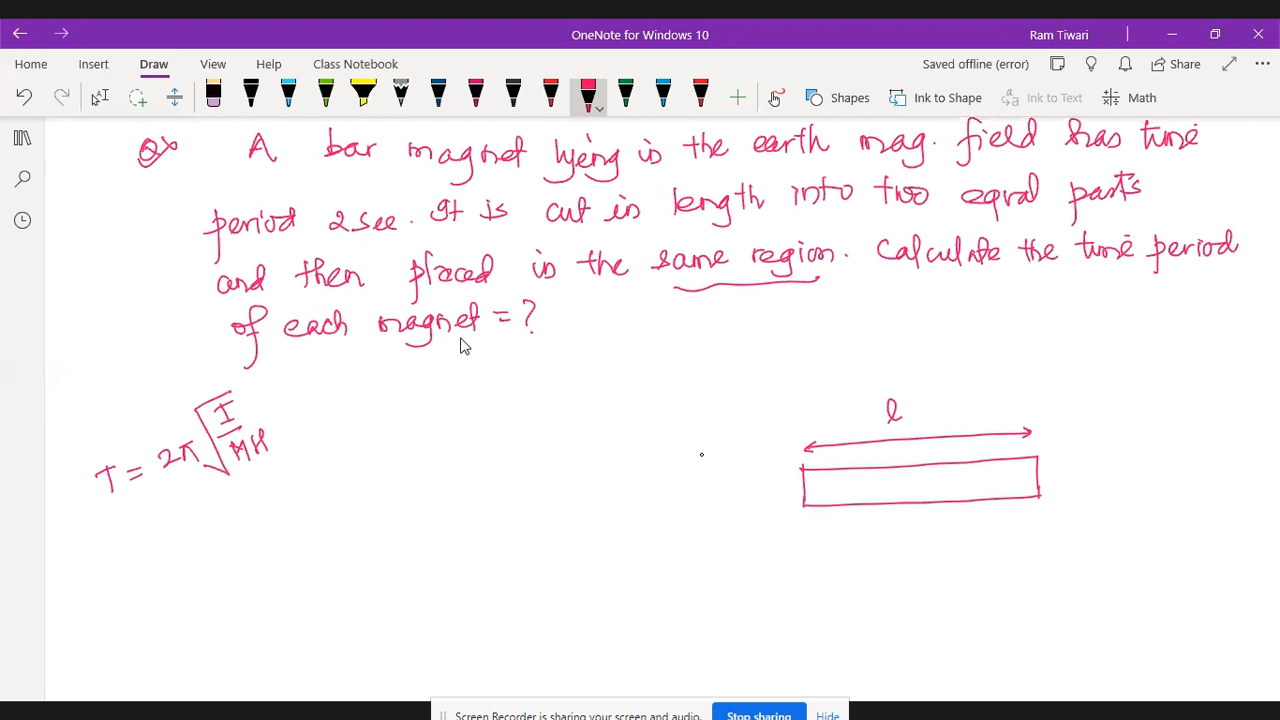 OneNote for Windows 10
Ram Tiwari
Home Insert Draw View Help Class Notebook
Saved offline (error) Share
Shapes Ink to Shape Ink to Text Math
Qx A bar magnet lyeing in the earth mag. field has time
period 2 sec. It is cut in length into two equal parts
and then placed in the same region. Calculate the time period
of each magnet = ?
T = 2π √ I / MH
l
Screen Recorder is sharing your screen and audio. Stop sharing Hide